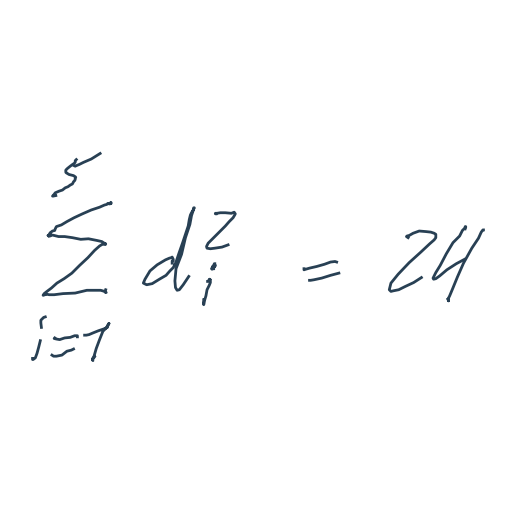 \sum_{i=1}^{5} d_i^2 = 24